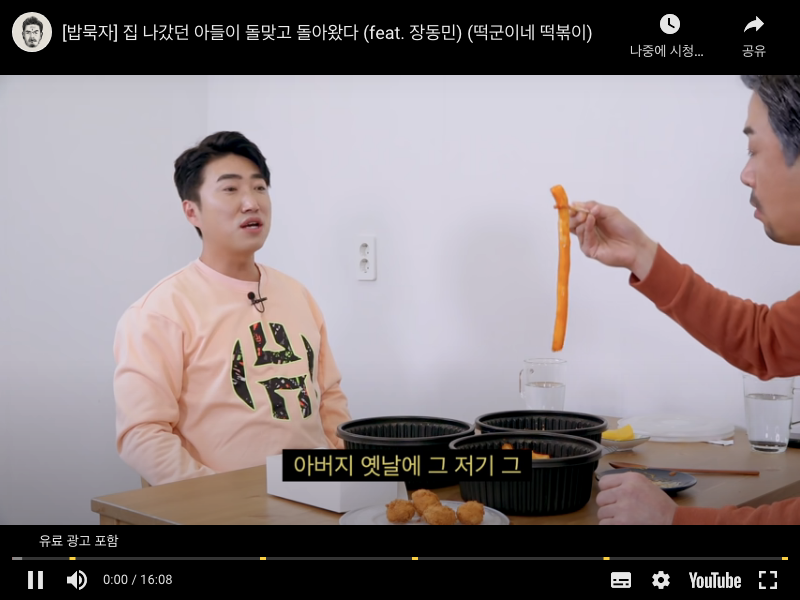 [밥묵자] 집 나갔던 아들이 돌맞고 돌아왔다 (feat. 장동민) (떡군이네 떡볶이)
나중에 시청...
공유
아버지 옛날에 그 저기 그
유료 광고 포함
0:00 / 16:08
YouTube